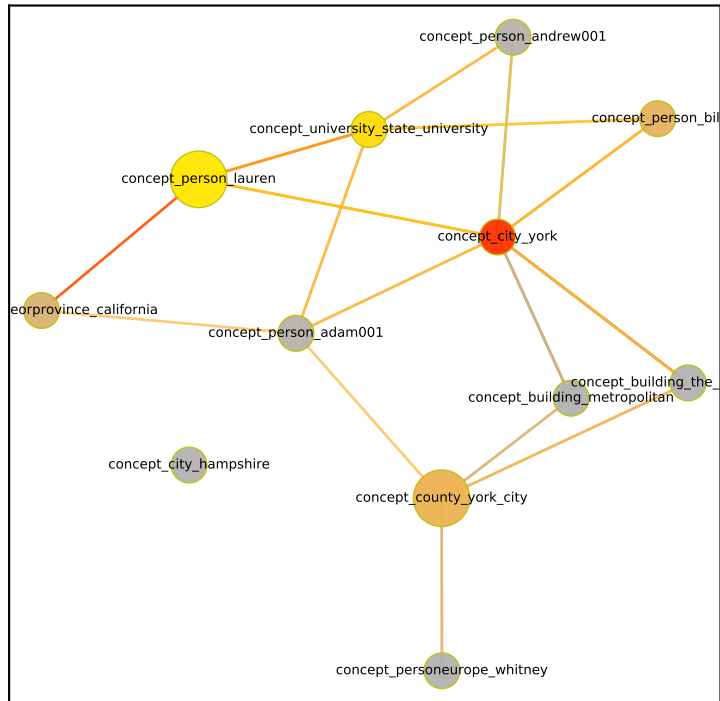 concept_person_andrew001
concept_person_bil
concept_university_state_university
concept_person_lauren
concept_city_york
eorprovince_california
concept_person_adam001
concept_building_the_
concept_building_metropolitan
concept_city_hampshire
concept_county_york_city
concept_personeurope_whitney